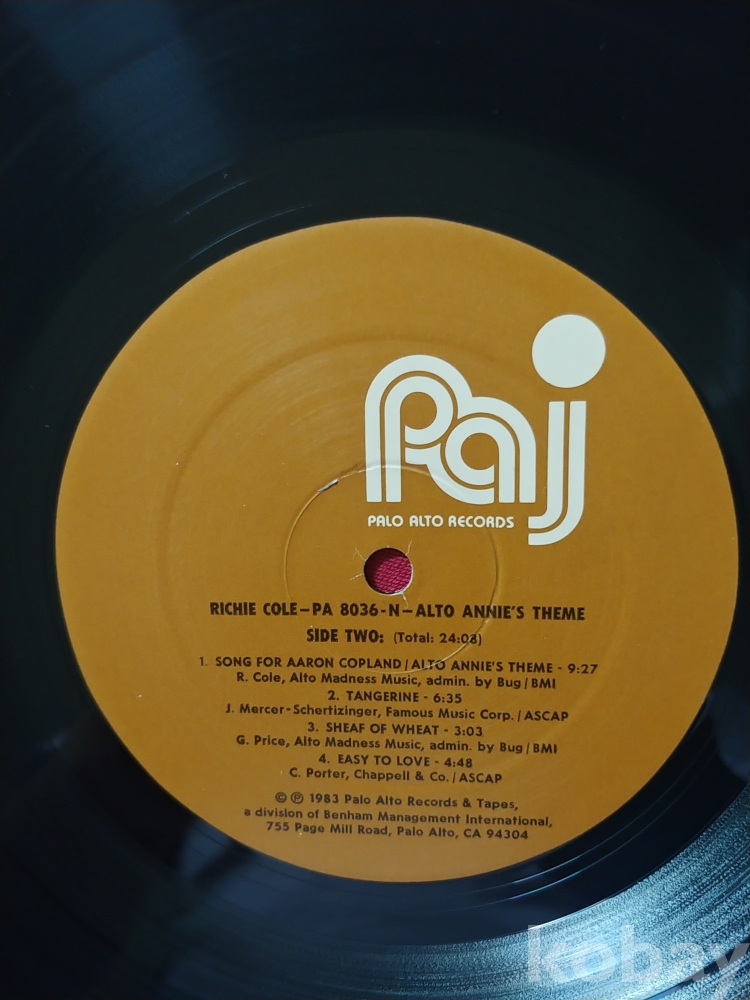 Paj
PALO ALTO RECORDS
RICHIE COLE—PA 8036-N—ALTO ANNIE'S THEME
SIDE TWO: (Total: 24:08)
1. SONG FOR AARON COPLAND/ALTO ANNIE'S THEME - 9:27
R. Cole, Alto Madness Music, admin. by Bug/BMI
2. TANGERINE - 6:35
J. Mercer-Schertizinger, Famous Music Corp./ASCAP
3. SHEAF OF WHEAT - 3:03
G. Price, Alto Madness Music, admin. by Bug/BMI
4. EASY TO LOVE - 4:48
C. Porter, Chappell & Co./ASCAP
© ℗ 1983 Palo Alto Records & Tapes,
a division of Benham Management International,
755 Page Mill Road, Palo Alto, CA 94304
kobay